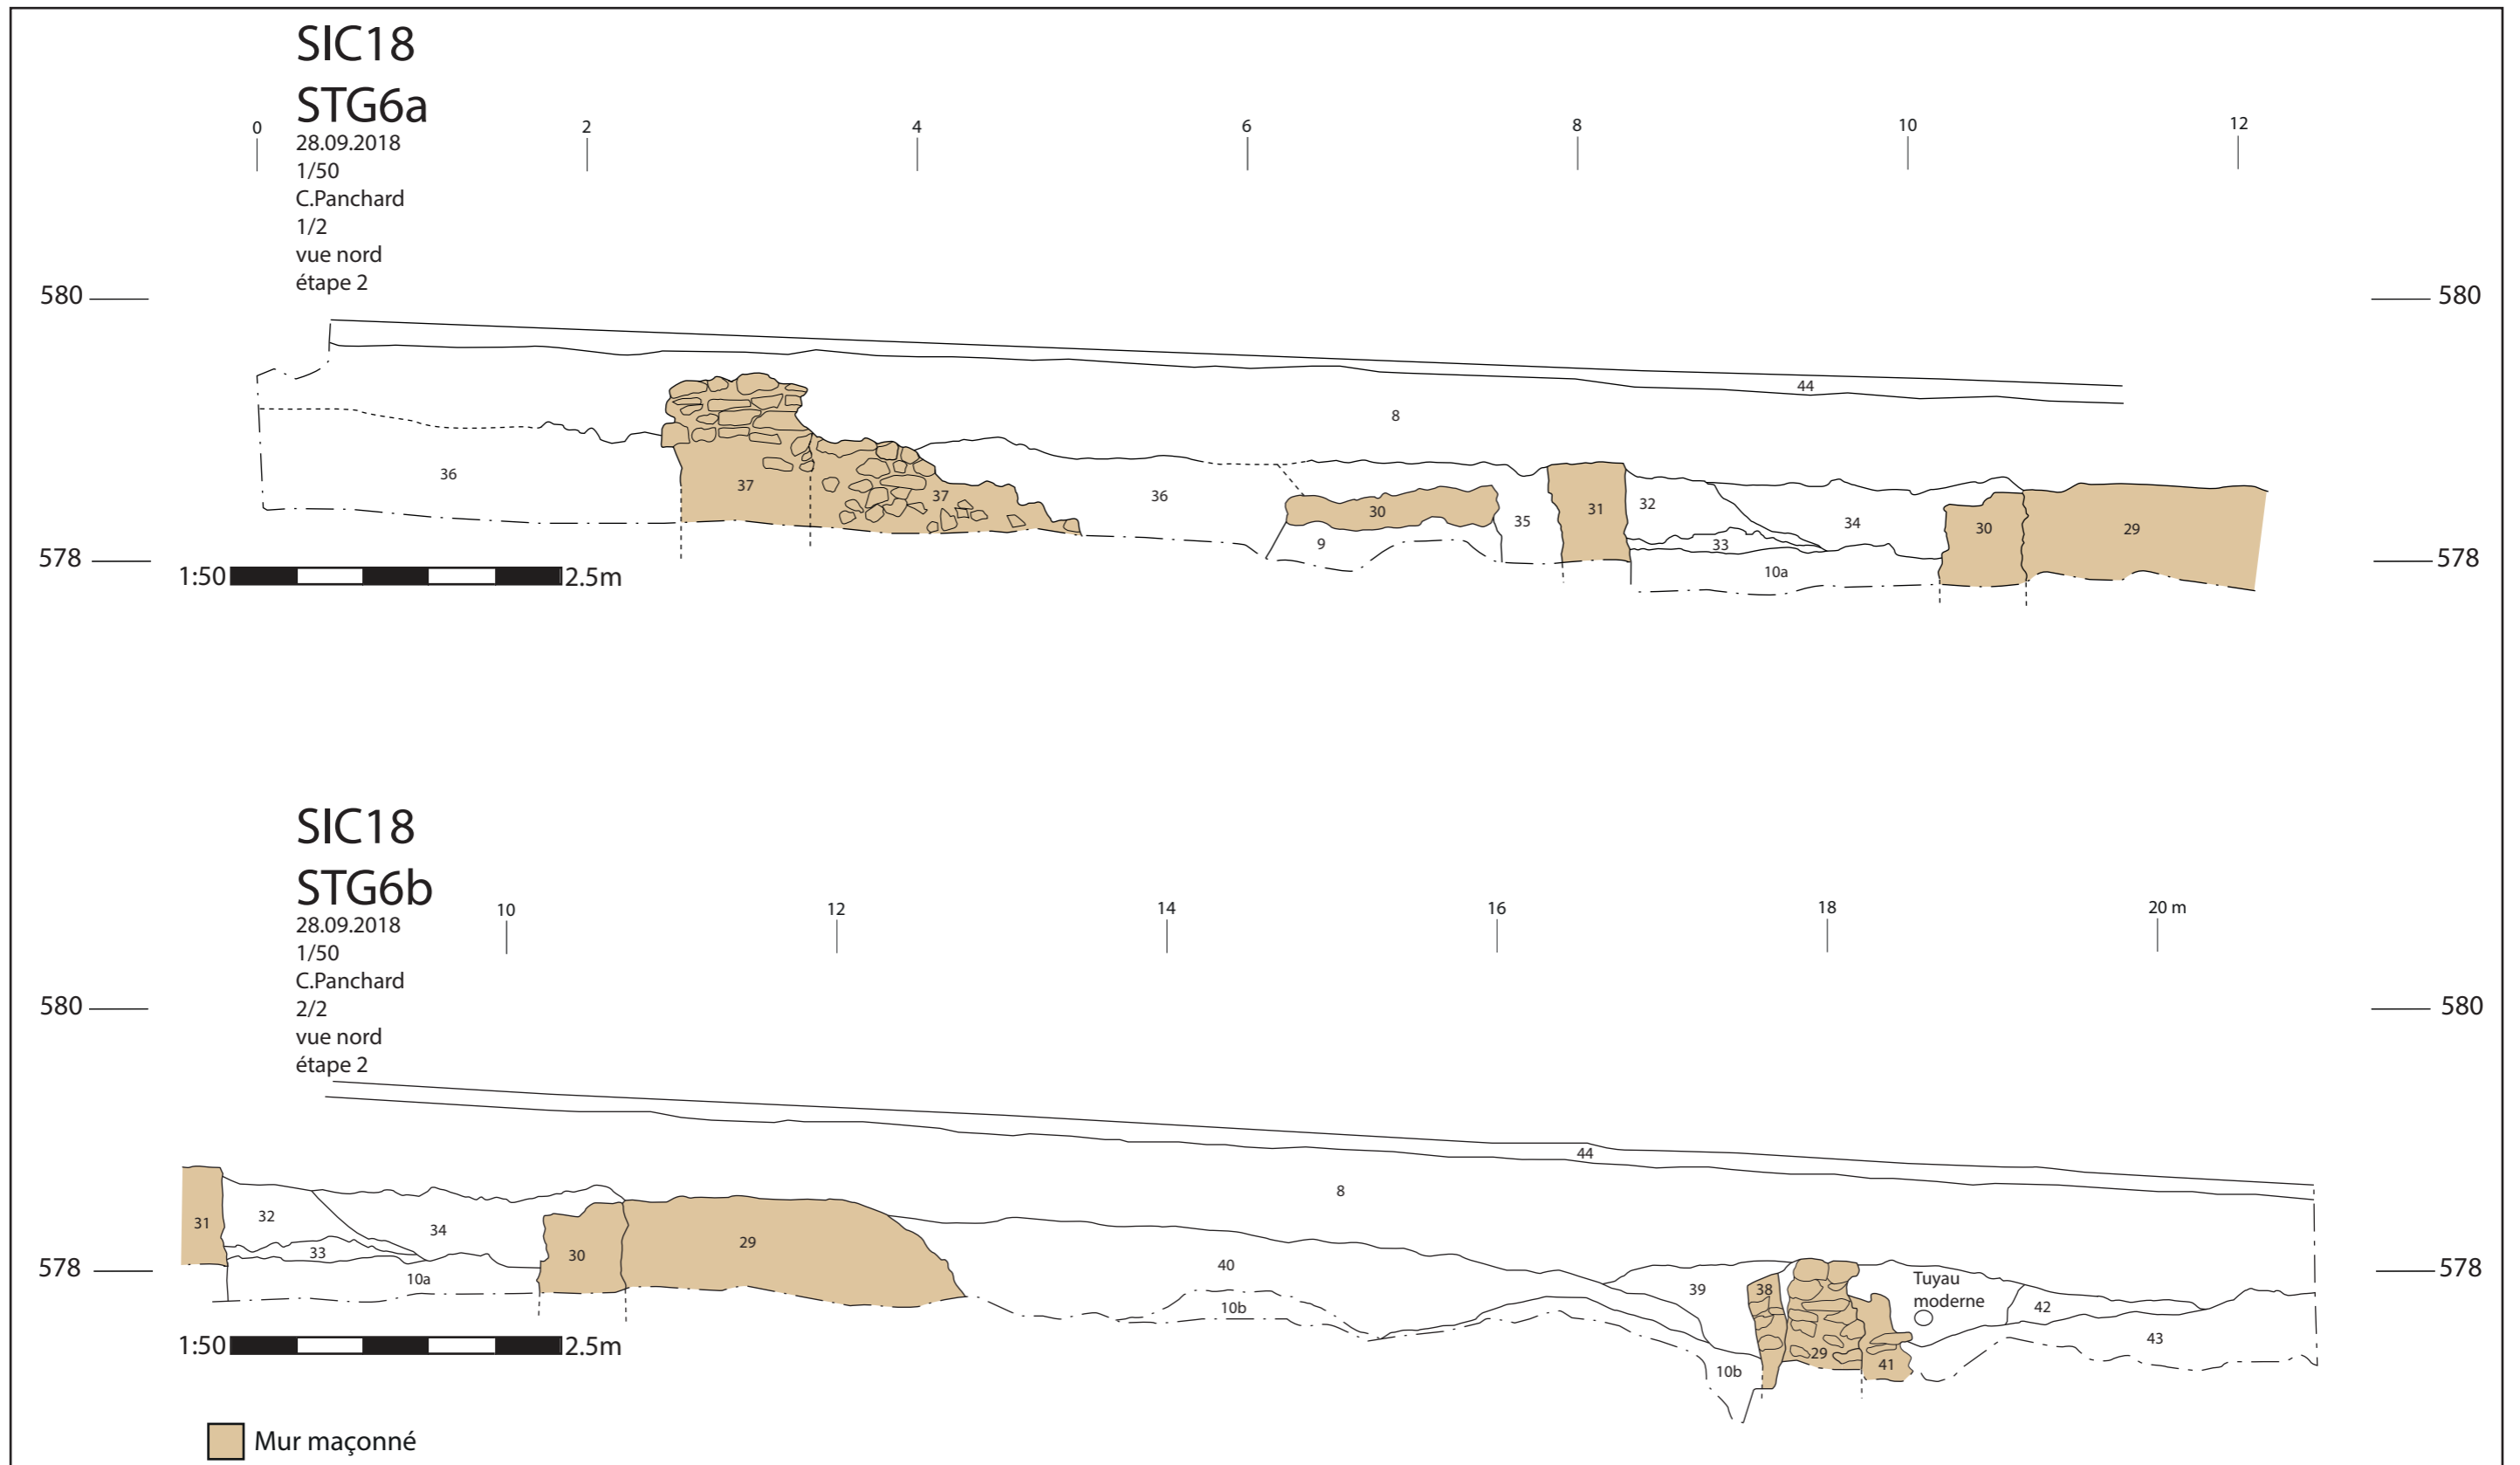 SIC18
STG6a
28.09.2018
1/50
C.Panchard
1/2
vue nord
étape 2
0 2 4 6 8 10 12
580 580
44
8
36 37 37 36 30 9 35 31 32 33 34 10a 30 29
578 578
1:50 2.5m
SIC18
STG6b
28.09.2018
1/50
C.Panchard
2/2
vue nord
étape 2
10 12 14 16 18 20 m
580 580
44
8
31 32 33 34 10a 30 29 40 10b 39 10b 38 29 41
Tuyau
moderne
42 43
578 578
1:50 2.5m
Mur maçonné